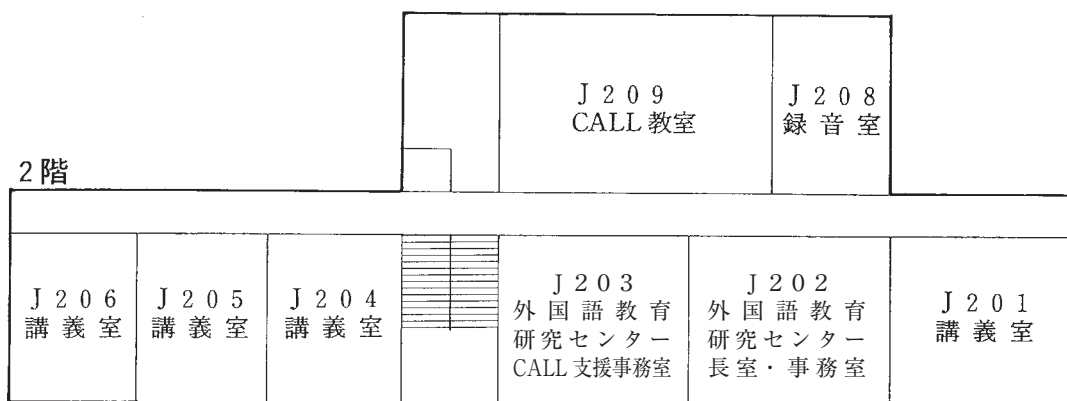 J209
CALL教室
J208
録音室
2階
J206
講義室
J205
講義室
J204
講義室
J203
外国語教育
研究センター
CALL支援事務室
J202
外国語教育
研究センター
長室・事務室
J201
講義室